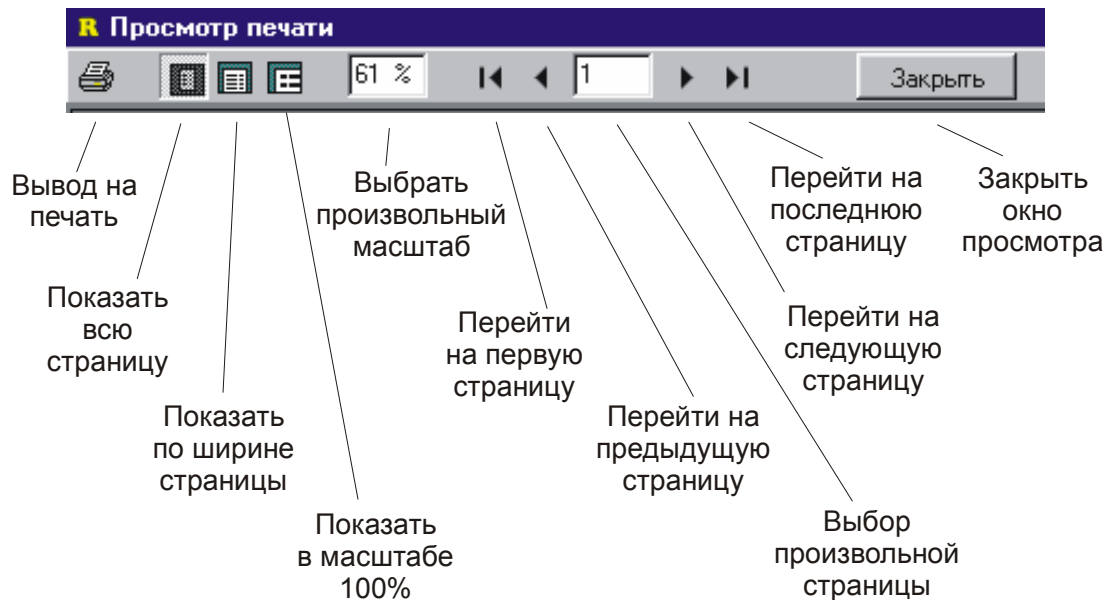 R Просмотр печати
61 %
1
Закрыть
Вывод на
печать
Выбрать
произвольный
масштаб
Перейти на
последнюю
страницу
Закрыть
окно
просмотра
Показать
всю
страницу
Перейти
на первую
страницу
Перейти на
следующую
страницу
Показать
по ширине
страницы
Перейти на
предыдущую
страницу
Показать
в масштабе
100%
Выбор
произвольной
страницы